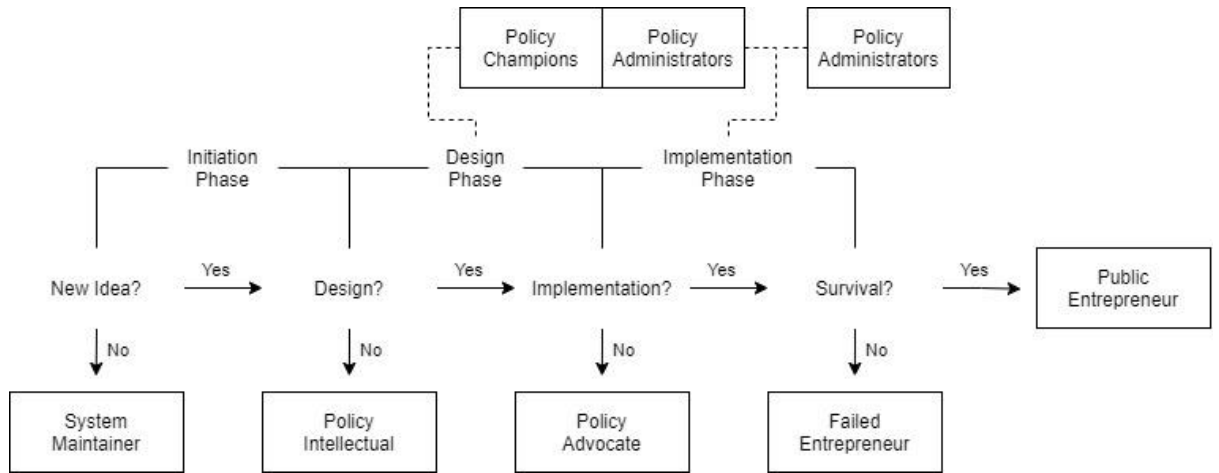 Policy
Champions
Policy
Administrators
Policy
Administrators
Initiation
Phase
Design
Phase
Implementation
Phase
New Idea?
Yes
Design?
Yes
Implementation?
Yes
Survival?
Yes
Public
Entrepreneur
No
No
No
No
System
Maintainer
Policy
Intellectual
Policy
Advocate
Failed
Entrepreneur